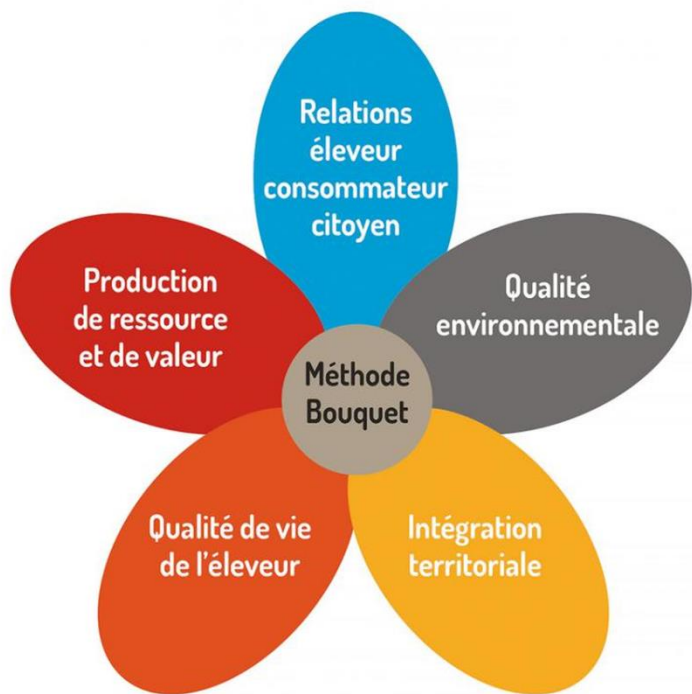 Relations
éleveur
consommateur
citoyen
Production
de ressource
et de valeur
Qualité
environnementale
Méthode
Bouquet
Qualité de vie
de l'éleveur
Intégration
territoriale